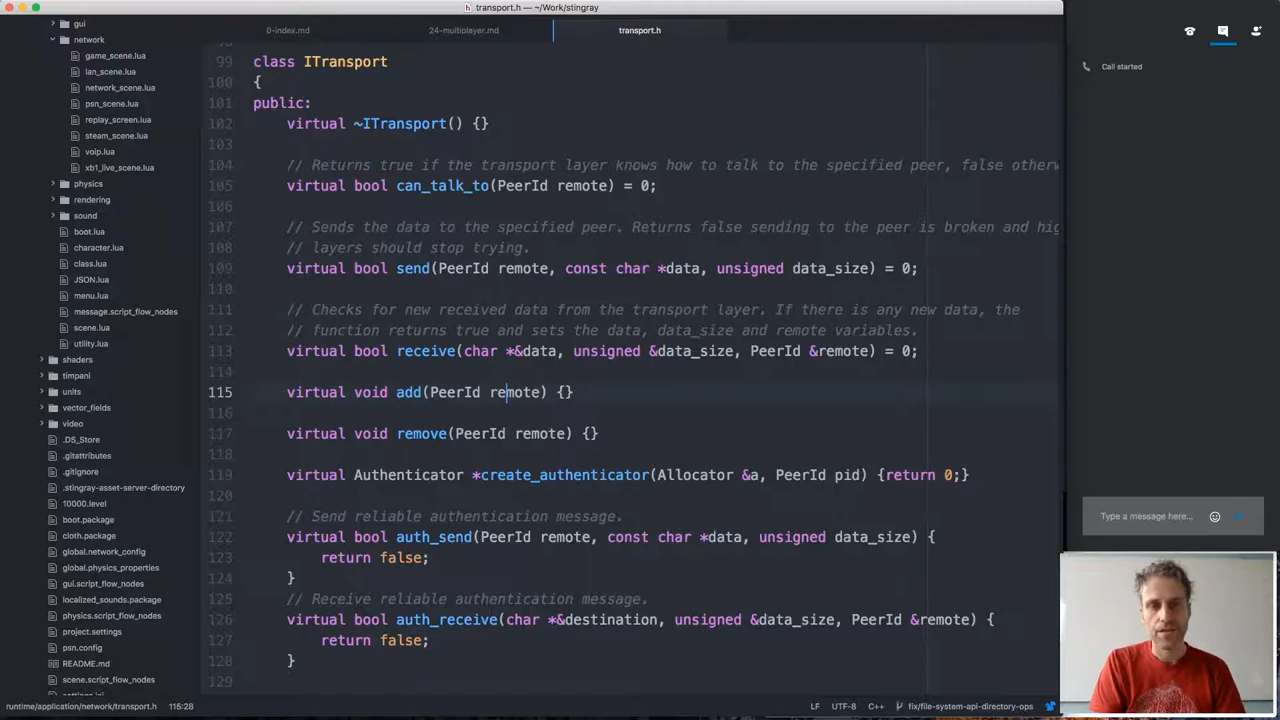 transport.h — ~/Work/stingray
gui
network
game_scene.lua
lan_scene.lua
network_scene.lua
psn_scene.lua
replay_screen.lua
steam_scene.lua
voip.lua
xb1_live_scene.lua
physics
rendering
sound
boot.lua
character.lua
class.lua
JSON.lua
menu.lua
message.script_flow_nodes
scene.lua
utility.lua
shaders
timpani
units
vector_fields
video
.DS_Store
.gitattributes
.gitignore
.stingray-asset-server-directory
10000.level
boot.package
cloth.package
global.network_config
global.physics_properties
gui.script_flow_nodes
localized_sounds.package
physics.script_flow_nodes
project.settings
psn.config
README.md
scene.script_flow_nodes
settings.ini
0-index.md 24-multiplayer.md transport.h
98
99 class ITransport
100 {
101 public:
102 virtual ~ITransport() {}
103
104 // Returns true if the transport layer knows how to talk to the specified peer, false otherw
105 virtual bool can_talk_to(PeerId remote) = 0;
106
107 // Sends the data to the specified peer. Returns false sending to the peer is broken and hig
108 // layers should stop trying.
109 virtual bool send(PeerId remote, const char *data, unsigned data_size) = 0;
110
111 // Checks for new received data from the transport layer. If there is any new data, the
112 // function returns true and sets the data, data_size and remote variables.
113 virtual bool receive(char *&data, unsigned &data_size, PeerId &remote) = 0;
114
115 virtual void add(PeerId remote) {}
116
117 virtual void remove(PeerId remote) {}
118
119 virtual Authenticator *create_authenticator(Allocator &a, PeerId pid) {return 0;}
120
121 // Send reliable authentication message.
122 virtual bool auth_send(PeerId remote, const char *data, unsigned data_size) {
123 return false;
124 }
125 // Receive reliable authentication message.
126 virtual bool auth_receive(char *&destination, unsigned &data_size, PeerId &remote) {
127 return false;
128 }
129
runtime/application/network/transport.h 116:28 LF UTF-8 C++ fix/file-system-api-directory-ops
Call started
Type a message here...